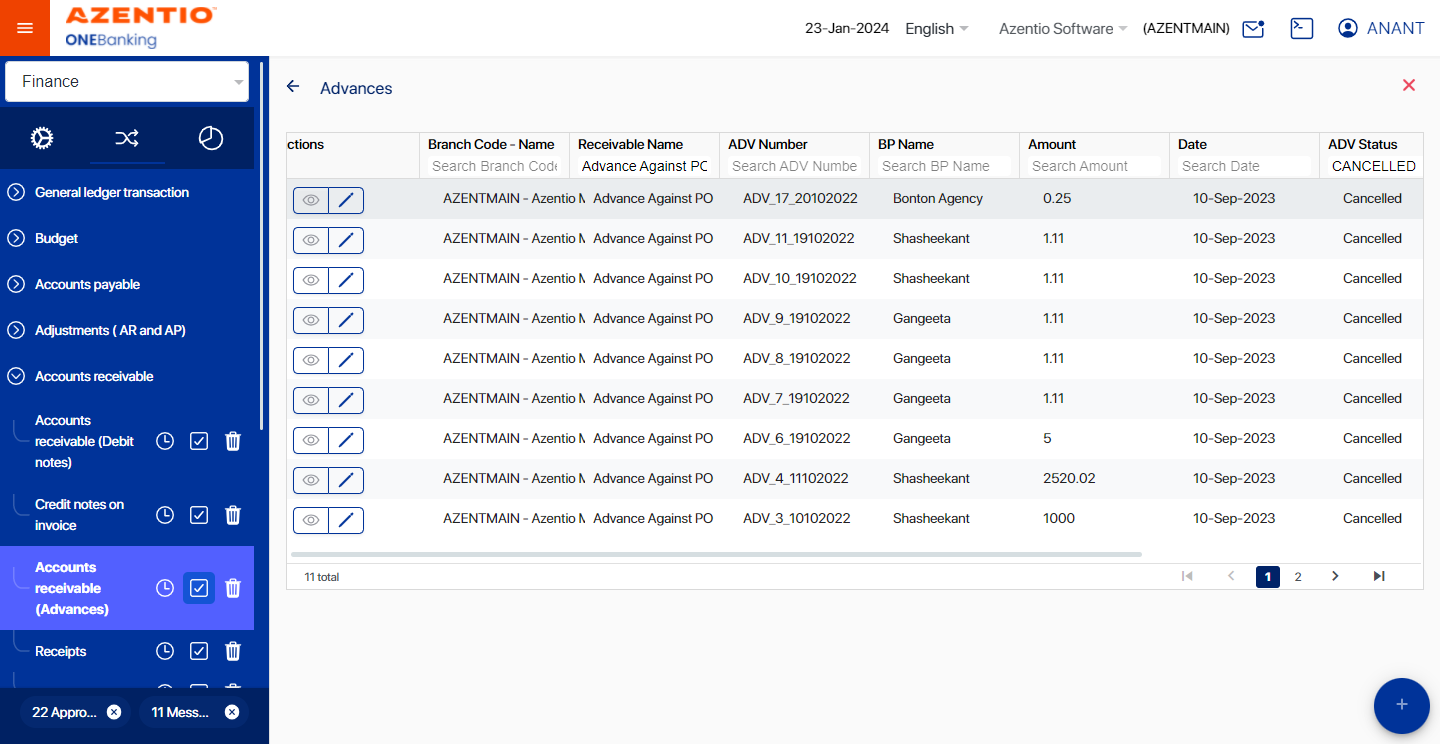 AZENTIO™
ONEBanking
23-Jan-2024 English Azentio Software (AZENTMAIN) ANANT
Finance
General ledger transaction
Budget
Accounts payable
Adjustments ( AR and AP)
Accounts receivable
Accounts
receivable (Debit
notes)
Credit notes on
invoice
Accounts
receivable
(Advances)
Receipts
22 Appro... 11 Mess...
Advances
ctions Branch Code - Name Receivable Name ADV Number BP Name Amount Date ADV Status
Search Branch Code Advance Against PO Search ADV Numbe Search BP Name Search Amount Search Date CANCELLED
AZENTMAIN - Azentio M Advance Against PO ADV_17_20102022 Bonton Agency 0.25 10-Sep-2023 Cancelled
AZENTMAIN - Azentio M Advance Against PO ADV_11_19102022 Shasheekant 1.11 10-Sep-2023 Cancelled
AZENTMAIN - Azentio M Advance Against PO ADV_10_19102022 Shasheekant 1.11 10-Sep-2023 Cancelled
AZENTMAIN - Azentio M Advance Against PO ADV_9_19102022 Gangeeta 1.11 10-Sep-2023 Cancelled
AZENTMAIN - Azentio M Advance Against PO ADV_8_19102022 Gangeeta 1.11 10-Sep-2023 Cancelled
AZENTMAIN - Azentio M Advance Against PO ADV_7_19102022 Gangeeta 1.11 10-Sep-2023 Cancelled
AZENTMAIN - Azentio M Advance Against PO ADV_6_19102022 Gangeeta 5 10-Sep-2023 Cancelled
AZENTMAIN - Azentio M Advance Against PO ADV_4_11102022 Shasheekant 2520.02 10-Sep-2023 Cancelled
AZENTMAIN - Azentio M Advance Against PO ADV_3_10102022 Shasheekant 1000 10-Sep-2023 Cancelled
11 total 1 2